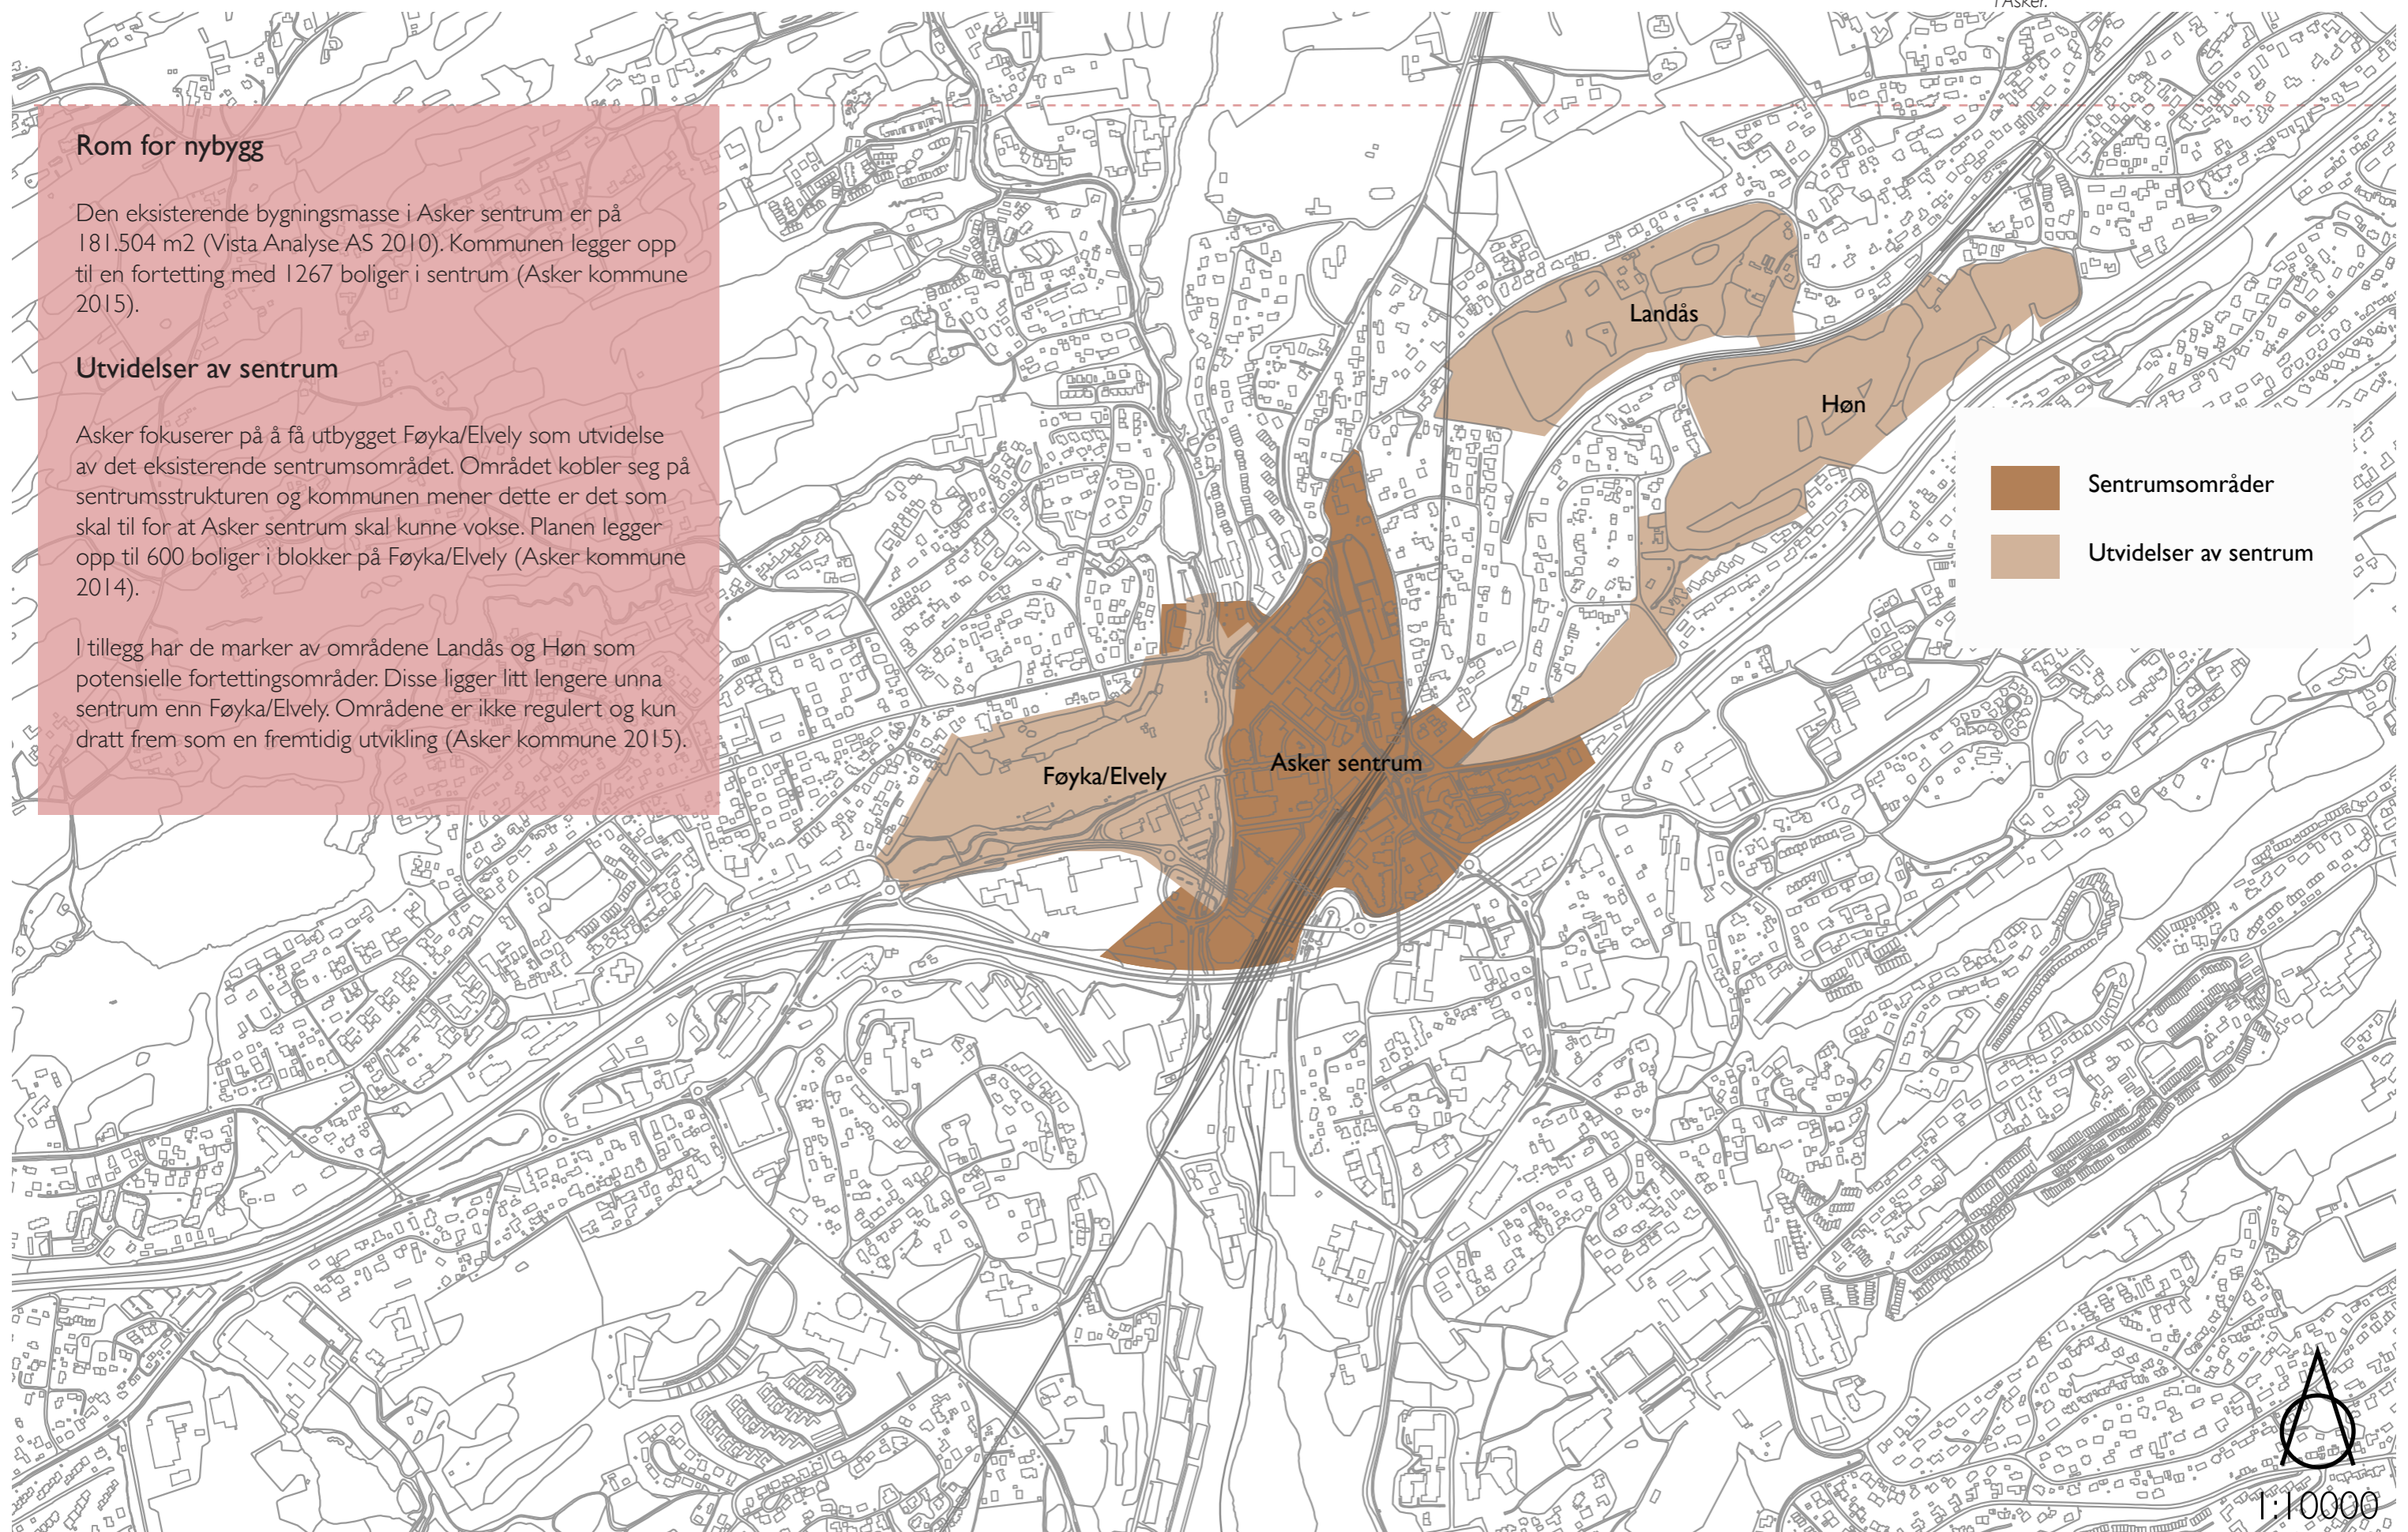 i Asker.
Rom for nybygg
Den eksisterende bygningsmasse i Asker sentrum er på
181.504 m2 (Vista Analyse AS 2010). Kommunen legger opp
til en fortetting med 1267 boliger i sentrum (Asker kommune
2015).
Utvidelser av sentrum
Asker fokuserer på å få utbygget Føyka/Elvely som utvidelse
av det eksisterende sentrumsområdet. Området kobler seg på
sentrumsstrukturen og kommunen mener dette er det som
skal til for at Asker sentrum skal kunne vokse. Planen legger
opp til 600 boliger i blokker på Føyka/Elvely (Asker kommune
2014).
I tillegg har de marker av områdene Landås og Høn som
potensielle fortettingsområder. Disse ligger litt lengere unna
sentrum enn Føyka/Elvely. Områdene er ikke regulert og kun
dratt frem som en fremtidig utvikling (Asker kommune 2015).
Landås
Høn
Sentrumsområder
Utvidelser av sentrum
Føyka/Elvely
Asker sentrum
1:10000